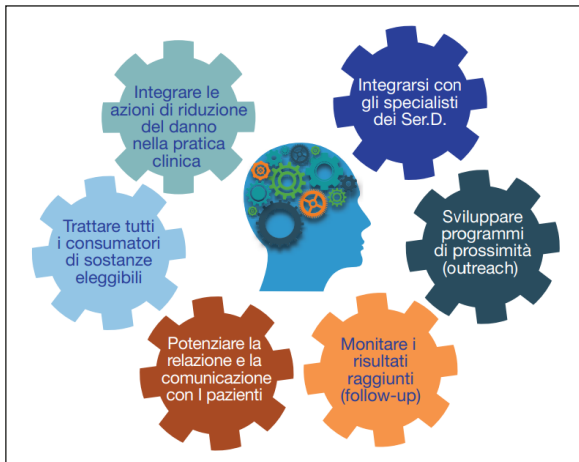 Integrare le
azioni di riduzione
del danno
nella pratica
clinica
Integrarsi con
gli specialisti
dei Ser.D.
Trattare tutti
i consumatori
di sostanze
eleggibili
Sviluppare
programmi
di prossimità
(outreach)
Potenziare la
relazione e la
comunicazione
con I pazienti
Monitare i
risultati
raggiunti
(follow-up)